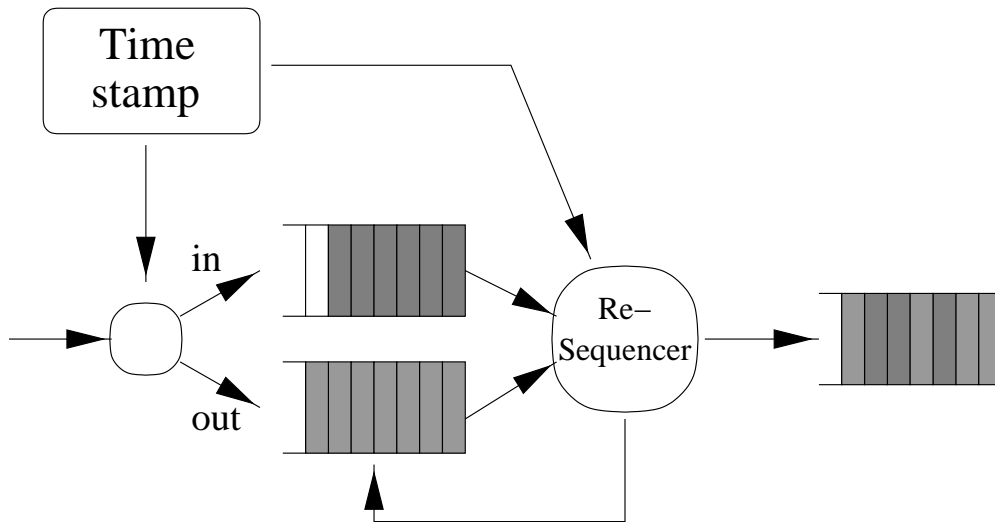 Time
stamp
in
out
Re–
Sequencer